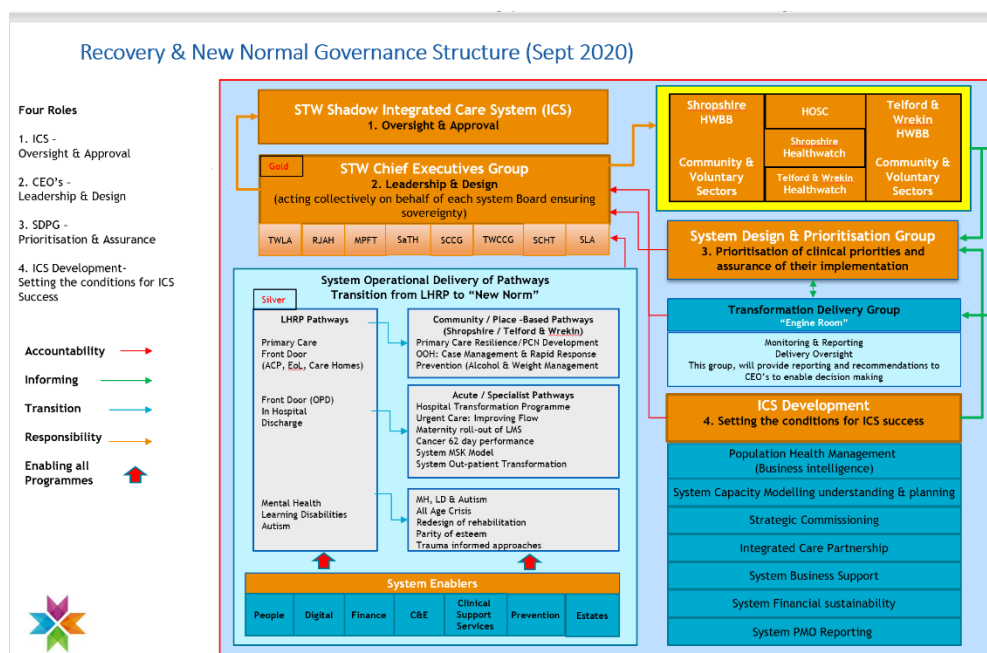 Recovery & New Normal Governance Structure (Sept 2020)
Four Roles
1. ICS –
Oversight & Approval
2. CEO's –
Leadership & Design
3. SDPG –
Prioritisation & Assurance
4. ICS Development-
Setting the conditions for ICS
Success
Accountability
Informing
Transition
Responsibility
Enabling all
Programmes
STW Shadow Integrated Care System (ICS)
1. Oversight & Approval
Gold
STW Chief Executives Group
2. Leadership & Design
(acting collectively on behalf of each system Board ensuring
sovereignty)
TWLA
RJAH
MPFT
SaTH
SCCG
TWCCG
SCHT
SLA
System Operational Delivery of Pathways
Transition from LHRP to "New Norm"
Silver
LHRP Pathways
Primary Care
Front Door
(ACP, EoL, Care Homes)
Front Door (OPD)
In Hospital
Discharge
Mental Health
Learning Disabilities
Autism
Community / Place -Based Pathways
(Shropshire / Telford & Wrekin)
Primary Care Resilience/PCN Development
OOH: Case Management & Rapid Response
Prevention (Alcohol & Weight Management
Acute / Specialist Pathways
Hospital Transformation Programme
Urgent Care: Improving Flow
Maternity roll-out of LMS
Cancer 62 day performance
System MSK Model
System Out-patient Transformation
MH, LD & Autism
All Age Crisis
Redesign of rehabilitation
Parity of esteem
Trauma informed approaches
System Enablers
People
Digital
Finance
C&E
Clinical
Support
Services
Prevention
Estates
Shropshire
HWBB
Community &
Voluntary
Sectors
HOSC
Shropshire
Healthwatch
Telford & Wrekin
Healthwatch
Telford &
Wrekin
HWBB
Community &
Voluntary
Sectors
System Design & Prioritisation Group
3. Prioritisation of clinical priorities and
assurance of their implementation
Transformation Delivery Group
"Engine Room"
Monitoring & Reporting
Delivery Oversight
This group, will provide reporting and recommendations to
CEO's to enable decision making
ICS Development
4. Setting the conditions for ICS success
Population Health Management
(Business intelligence)
System Capacity Modelling understanding & planning
Strategic Commissioning
Integrated Care Partnership
System Business Support
System Financial sustainability
System PMO Reporting